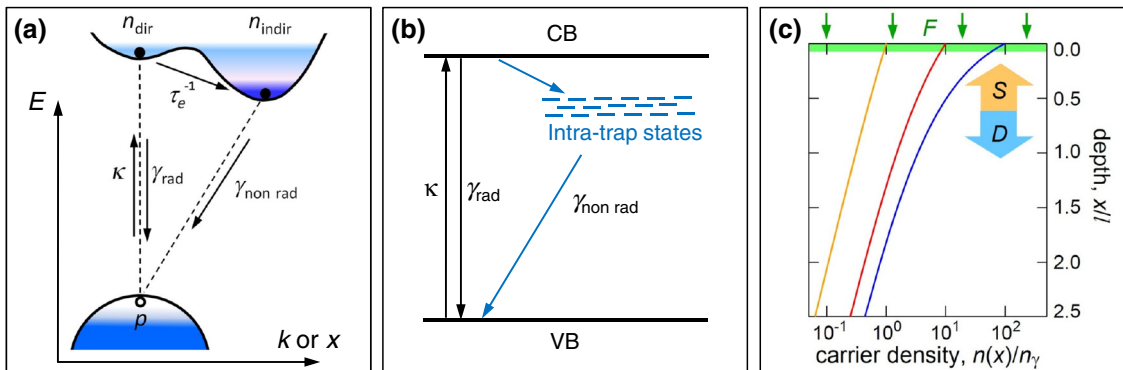 (a)
n_dir
n_indir
τ_e^-1
E
κ
γ_rad
γ_non rad
p
k or x
(b)
CB
Intra-trap states
κ
γ_rad
γ_non rad
VB
(c)
F
0.0
S
0.5
D
1.0
1.5
2.0
2.5
depth, x/l
10^-1
10^0
10^1
10^2
carrier density, n(x)/n_γ